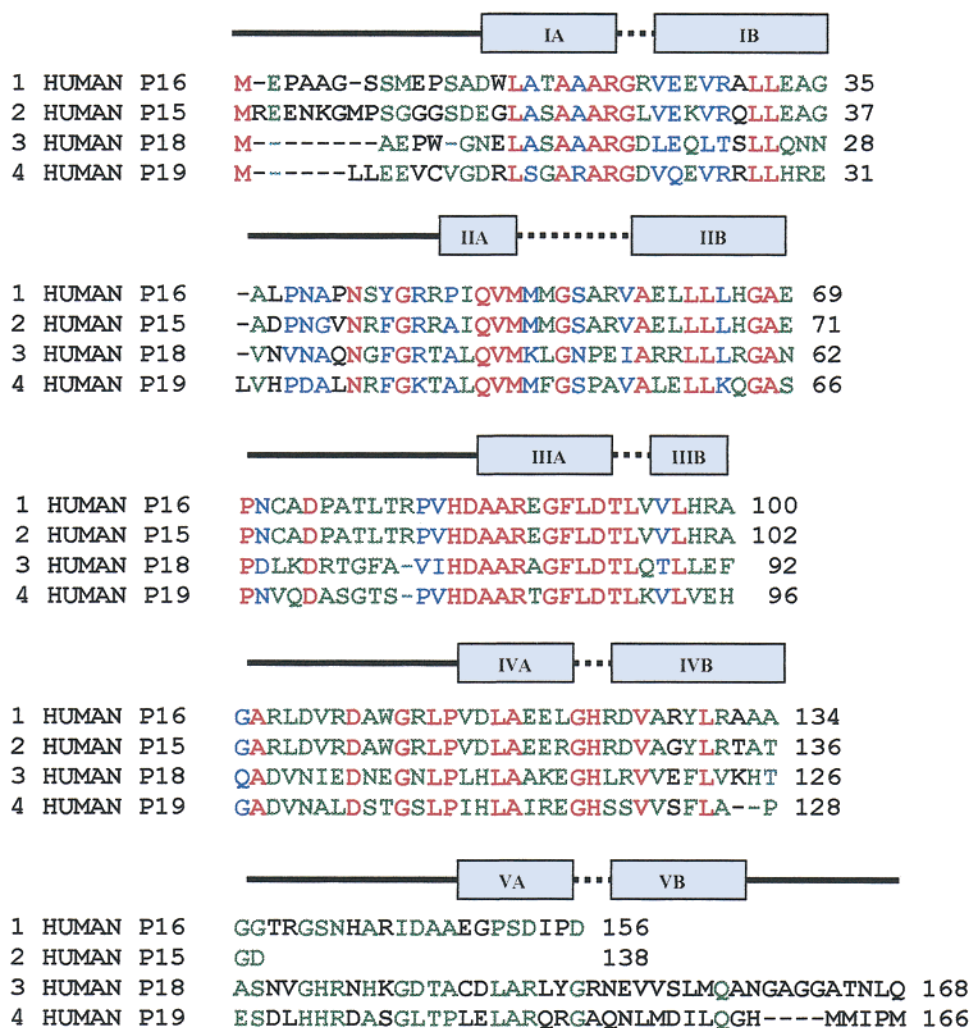 IA IB
1 HUMAN P16 M-EPAAG-SSMEPSADWLATAAARGRVEEVRALLEAG 35
2 HUMAN P15 MREENKGMPSGGGSDEGLASAAARGLVEKVRQLLEAG 37
3 HUMAN P18 M--------AEPW-GNELASAAARGDLEQLTSLLQNN 28
4 HUMAN P19 M------LLEEVCVGDRLSGARARGDVQEVRRLLHRE 31
IIA IIB
1 HUMAN P16 -ALPNAPNSYGRRPIQVMMMGSARVAELLLLHGAE 69
2 HUMAN P15 -ADPNGVNRFGRRAIQVMMMGSARVAELLLLHGAE 71
3 HUMAN P18 -VNVNAQNGFGRTALQVMKLGNPEIARRLLLRGAN 62
4 HUMAN P19 LVHPDALNRFGKTALQVMMFGSPAVALELLKQGAS 66
IIIA IIIB
1 HUMAN P16 PNCADPATLTRPVHDAAREGFLDTLVVLHRA 100
2 HUMAN P15 PNCADPATLTRPVHDAAREGFLDTLVVLHRA 102
3 HUMAN P18 PDLKDRTGFA-VIHDAARAGFLDTLQTLLEF 92
4 HUMAN P19 PNVQDASGTS-PVHDAARTGFLDTLKVLVEH 96
IVA IVB
1 HUMAN P16 GARLDVRDAWGRLPVDLAEELGHRDVARYLRAAA 134
2 HUMAN P15 GARLDVRDAWGRLPVDLAEERGHRDVAGYLRTAT 136
3 HUMAN P18 QADVNIEDNEGNLPLHLAAKEGHLRVVEFLVKHT 126
4 HUMAN P19 GADVNALDSTGSLPIHLAIREGHSSVVSFLA--P 128
VA VB
1 HUMAN P16 GGTRGSNHARIDAAEGPSDIPD 156
2 HUMAN P15 GD 138
3 HUMAN P18 ASNVGHRNHKGDTACDLARLYGRNEVVSLMQANGAGGATNLQ 168
4 HUMAN P19 ESDLHHRDASGLTPLELARQRGAQNLMDILQGH----MMIPM 166